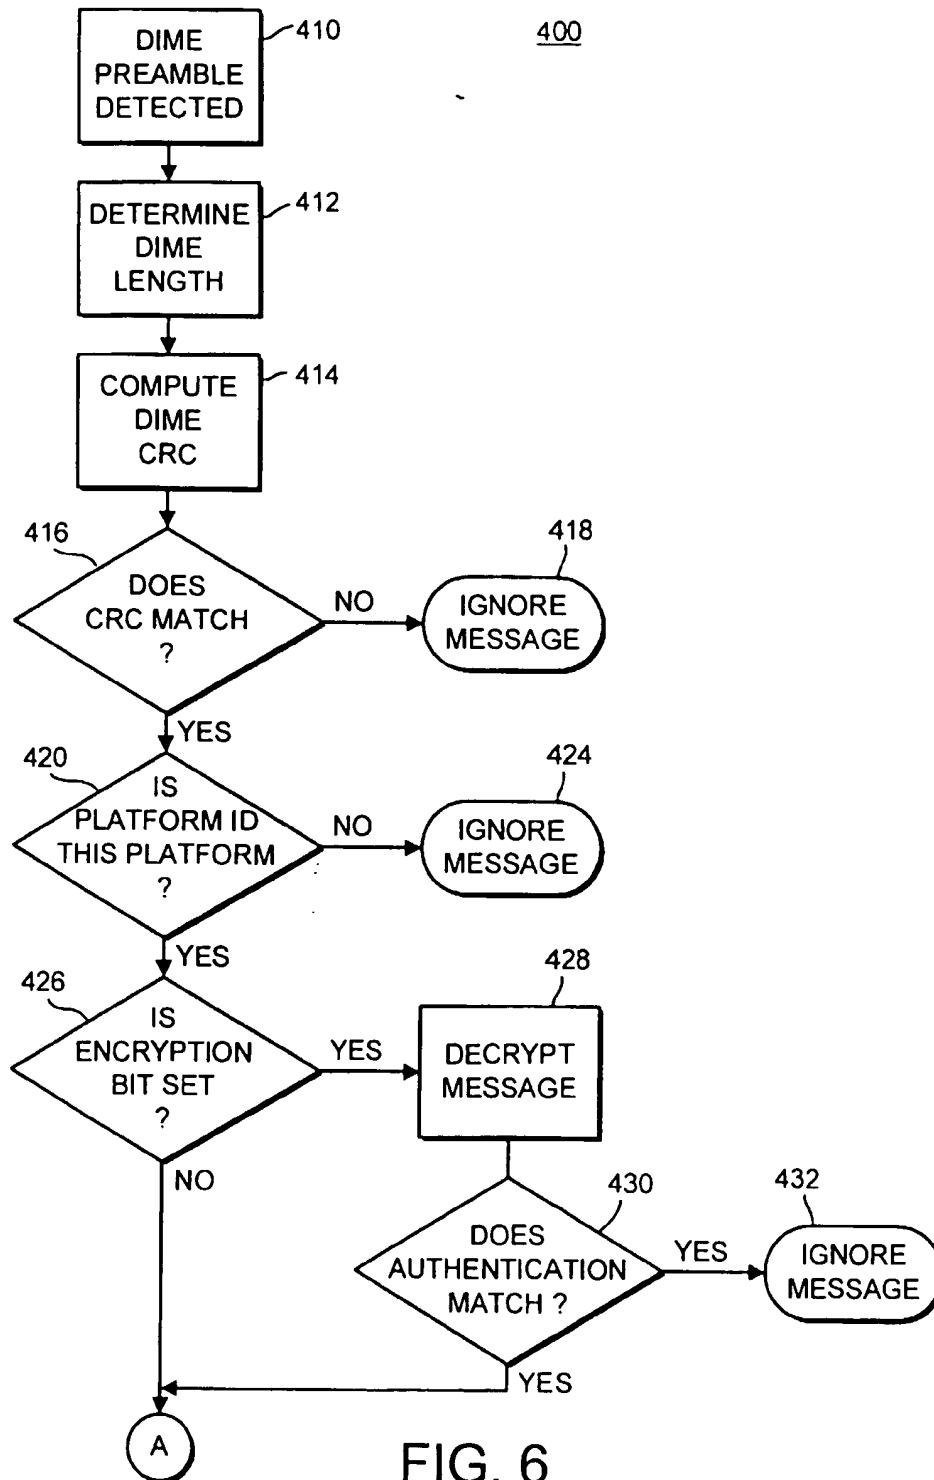 400
410
DIME
PREAMBLE
DETECTED
412
DETERMINE
DIME
LENGTH
414
COMPUTE
DIME
CRC
416
DOES
CRC MATCH
?
NO
418
IGNORE
MESSAGE
YES
420
IS
PLATFORM ID
THIS PLATFORM
?
NO
424
IGNORE
MESSAGE
YES
426
IS
ENCRYPTION
BIT SET
?
YES
428
DECRYPT
MESSAGE
NO
430
DOES
AUTHENTICATION
MATCH ?
YES
432
IGNORE
MESSAGE
YES
A
FIG. 6